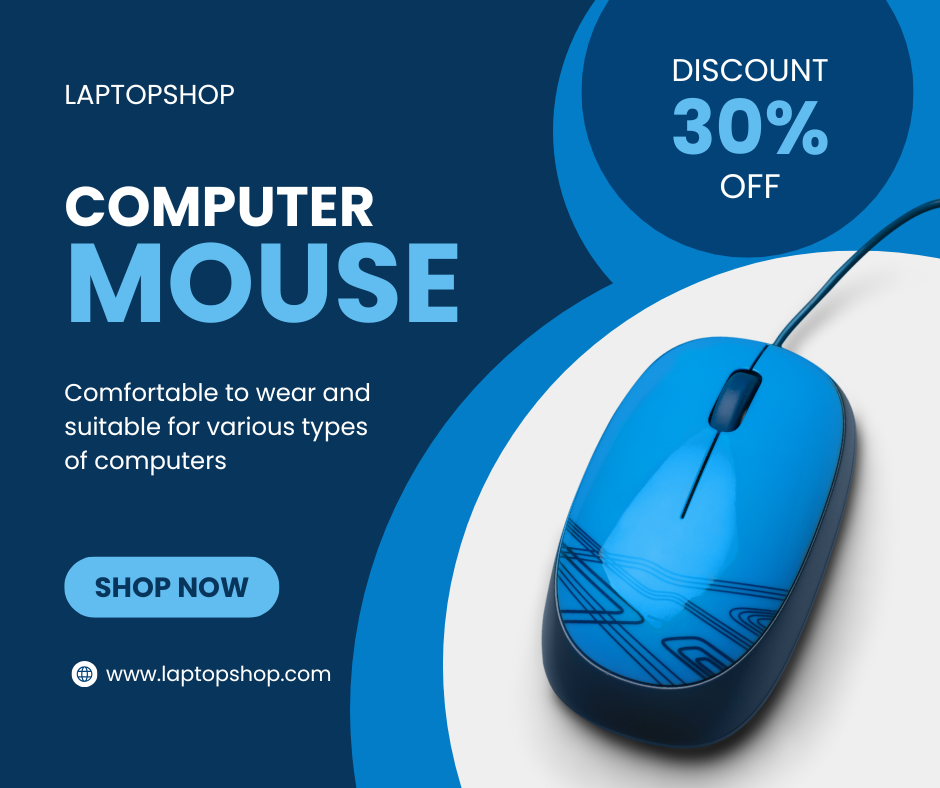 LAPTOPSHOP
COMPUTER
MOUSE
Comfortable to wear and
suitable for various types
of computers
SHOP NOW
www.laptopshop.com
DISCOUNT
30%
OFF